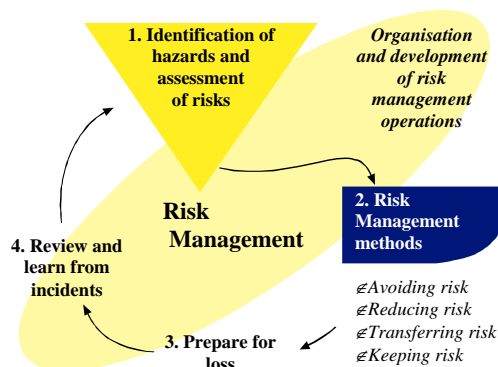 1. Identification of
hazards and
assessment
of risks
Organisation
and development
of risk
management
operations
2. Risk
Management
methods
Risk
Management
4. Review and
learn from
incidents
∉Avoiding risk
∉Reducing risk
∉Transferring risk
∉Keeping risk
3. Prepare for
loss